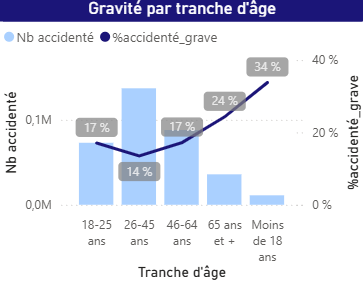 Gravité par tranche d'âge
Nb accidenté %accidenté_grave
Nb accidenté
0,1M
0,0M
17 %
14 %
17 %
24 %
34 %
40 %
20 %
0 %
%accidenté_grave
18-25
ans
26-45
ans
46-64
ans
65 ans
et +
Moins
de 18
ans
Tranche d'âge